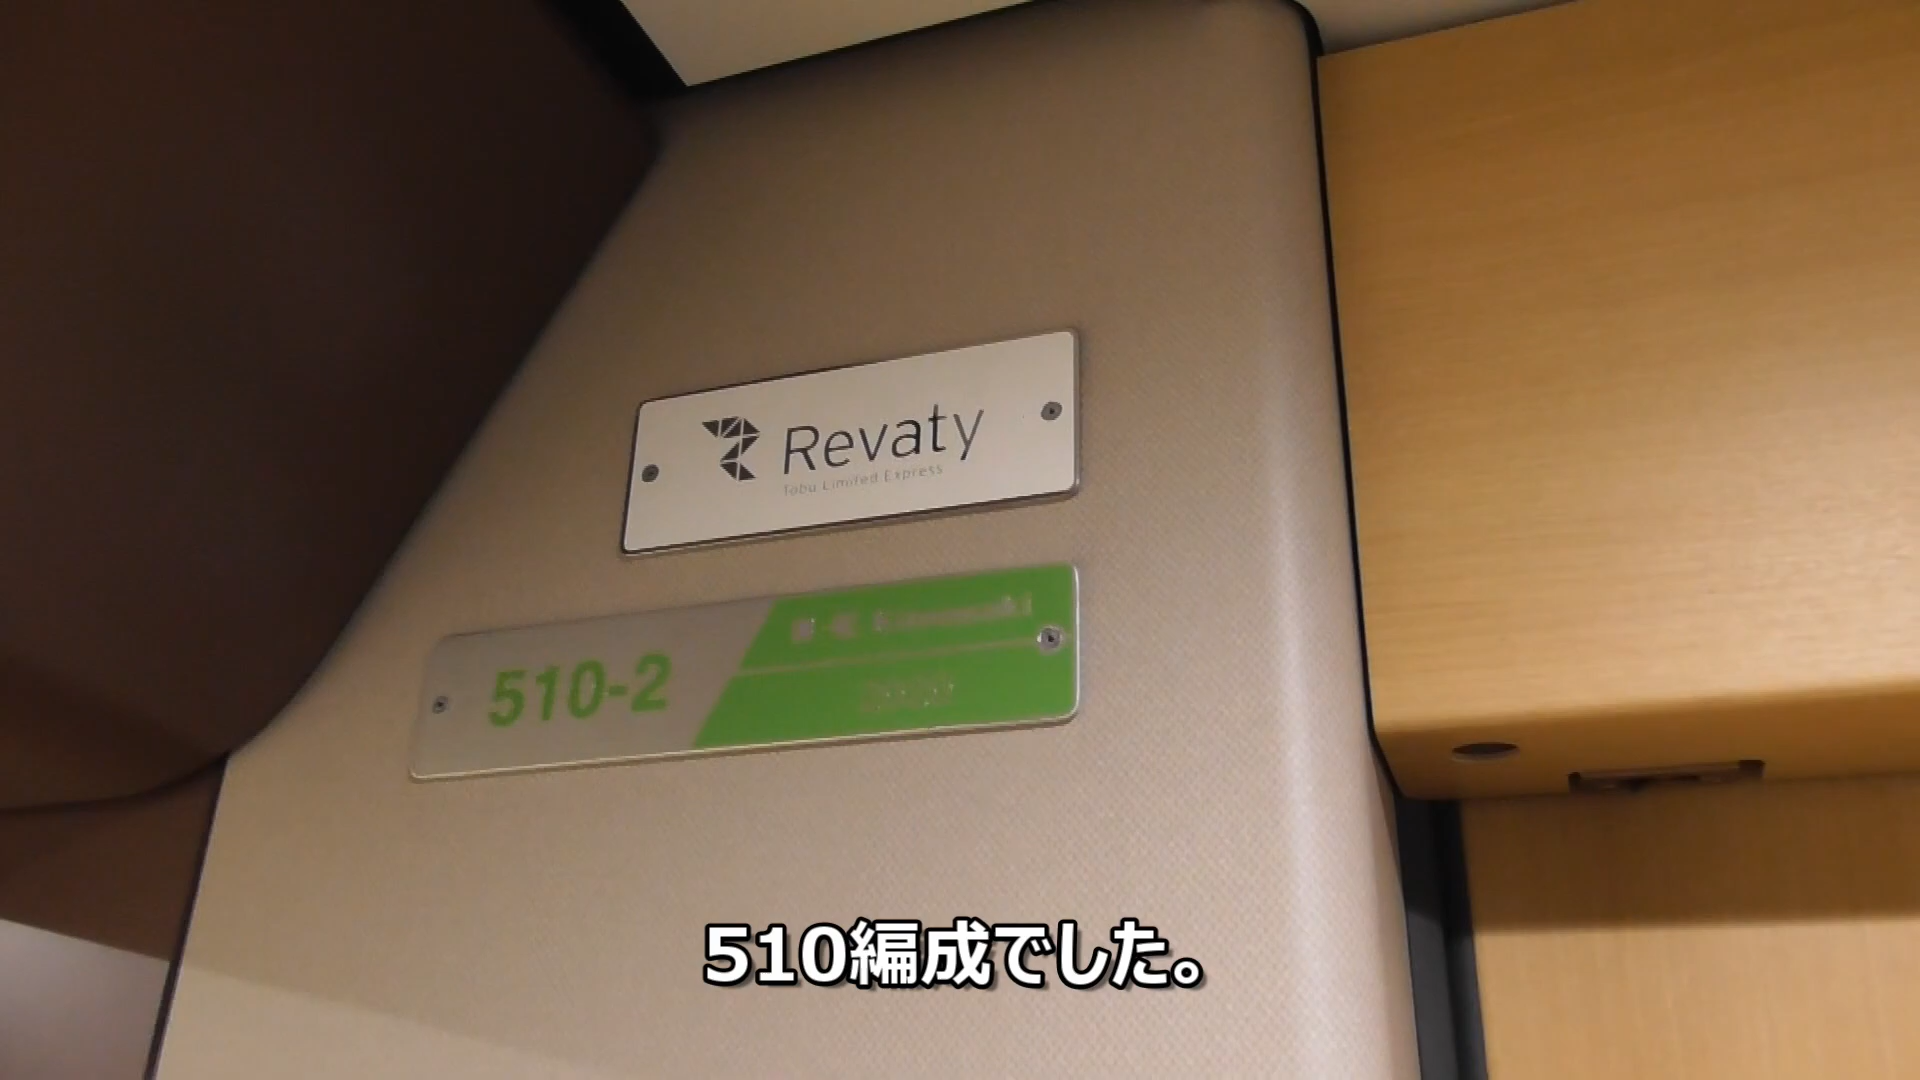 Revaty
Tobu Limited Express
510-2
510編成でした。